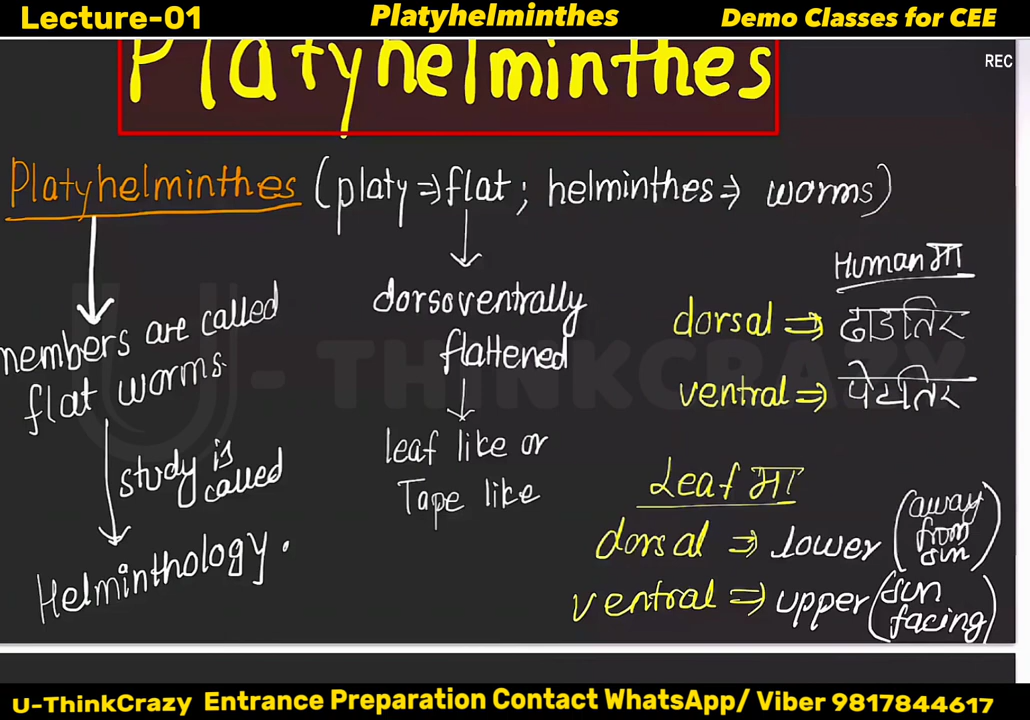 Lecture-01 Platyhelminthes Demo Classes for CEE
Platyhelminthes
REC
Platyhelminthes (platy ⇒ flat ; helminthes ⇒ worms)
members are called
flat worms
study is
called
Helminthology.
dorsoventrally
flattened
leaf like or
Tape like
Human मा
dorsal ⇒ ढाडतिर
ventral ⇒ पेटतिर
Leaf मा
dorsal ⇒ lower (away from sun)
ventral ⇒ upper (sun facing)
U-THINKCRAZY
U-ThinkCrazy Entrance Preparation Contact WhatsApp/ Viber 9817844617